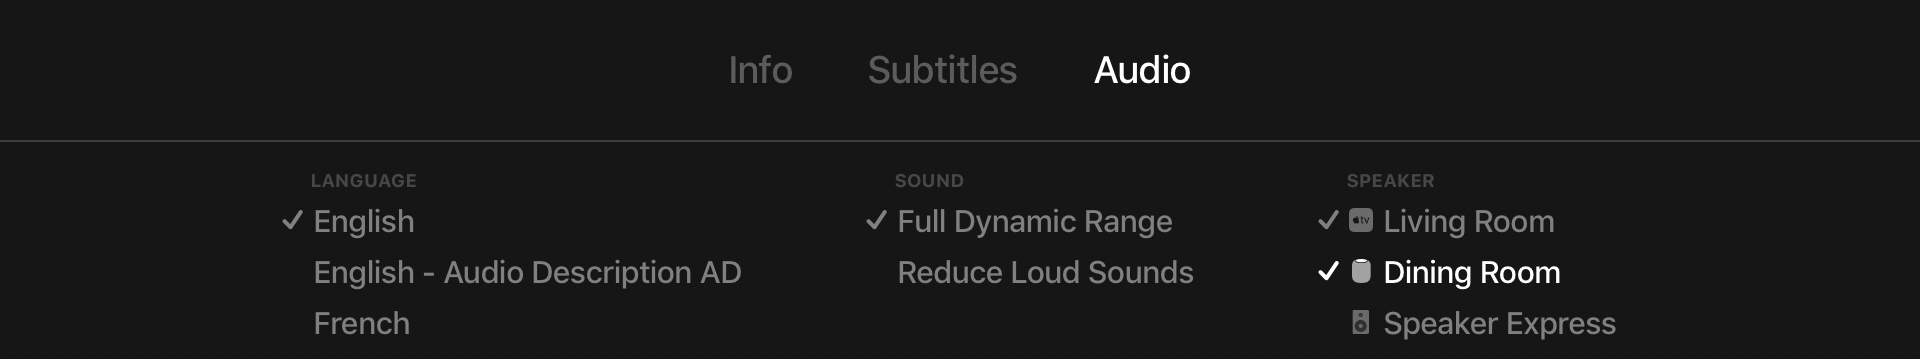 Info Subtitles Audio
LANGUAGE
English
English - Audio Description AD
French
SOUND
Full Dynamic Range
Reduce Loud Sounds
SPEAKER
tv Living Room
Dining Room
Speaker Express